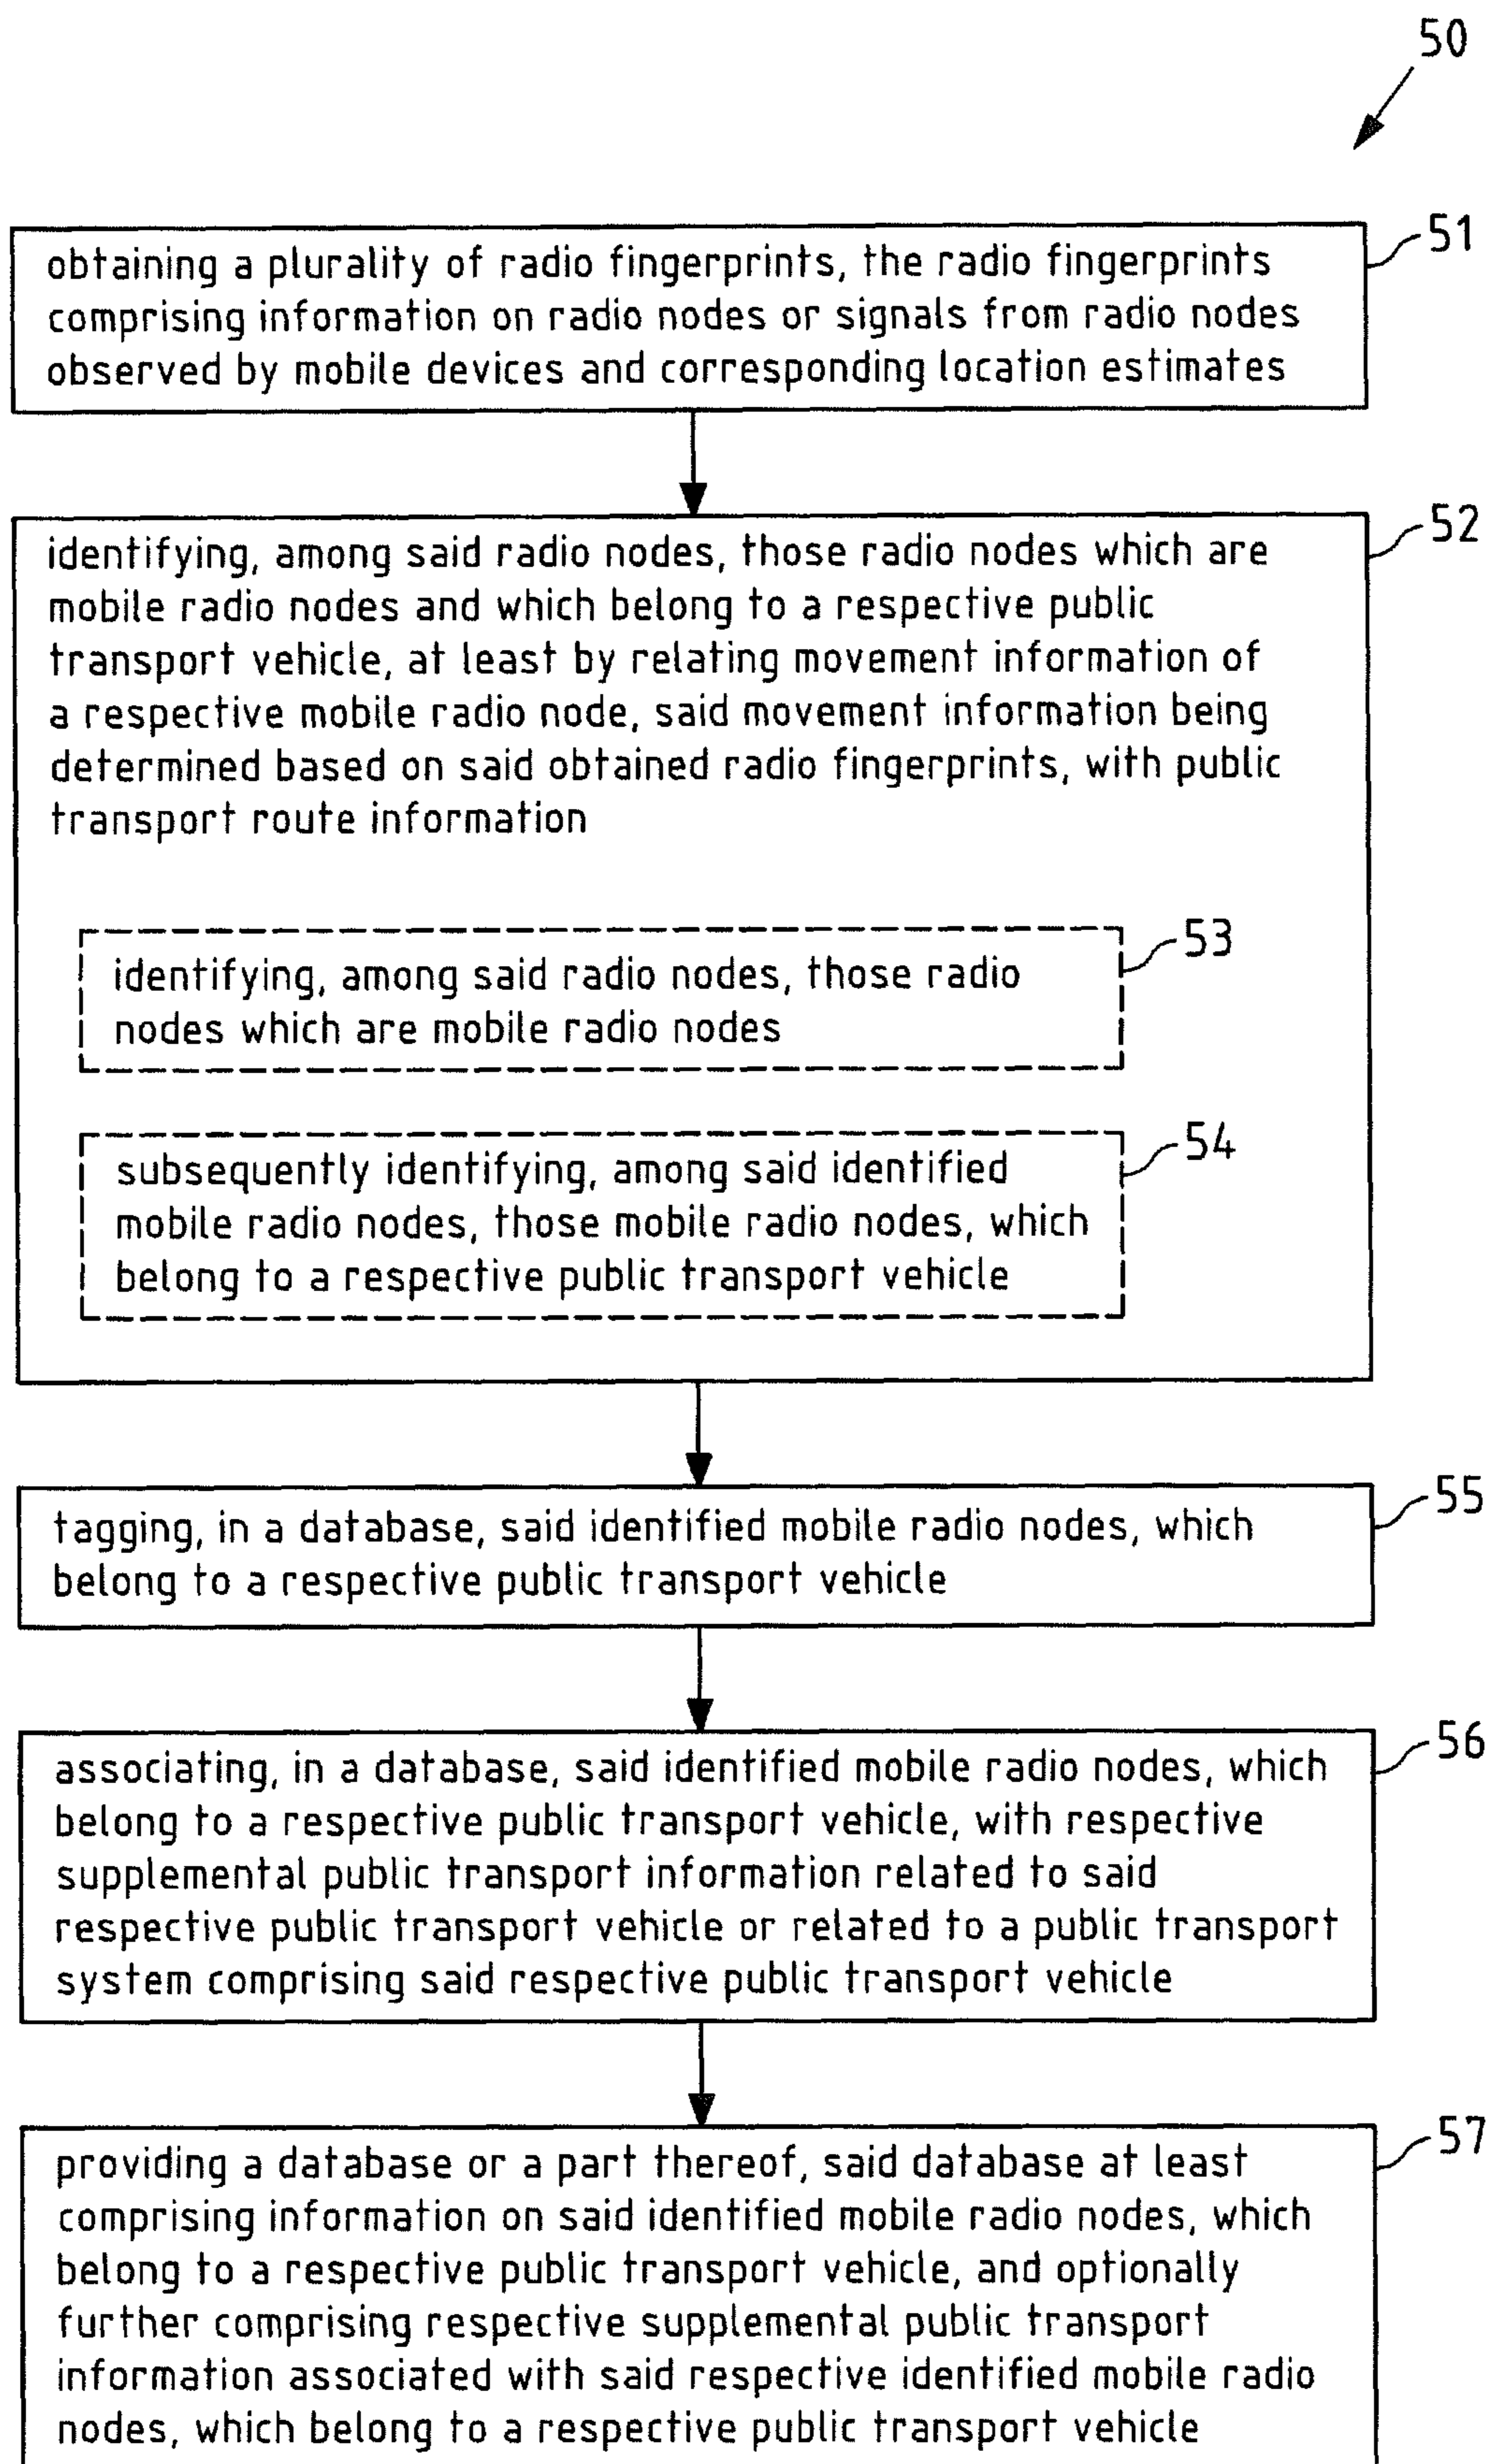 50
51
obtaining a plurality of radio fingerprints, the radio fingerprints
comprising information on radio nodes or signals from radio nodes
observed by mobile devices and corresponding location estimates
52
identifying, among said radio nodes, those radio nodes which are
mobile radio nodes and which belong to a respective public
transport vehicle, at least by relating movement information of
a respective mobile radio node, said movement information being
determined based on said obtained radio fingerprints, with public
transport route information
53
identifying, among said radio nodes, those radio
nodes which are mobile radio nodes
54
subsequently identifying, among said identified
mobile radio nodes, those mobile radio nodes, which
belong to a respective public transport vehicle
55
tagging, in a database, said identified mobile radio nodes, which
belong to a respective public transport vehicle
56
associating, in a database, said identified mobile radio nodes, which
belong to a respective public transport vehicle, with respective
supplemental public transport information related to said
respective public transport vehicle or related to a public transport
system comprising said respective public transport vehicle
57
providing a database or a part thereof, said database at least
comprising information on said identified mobile radio nodes, which
belong to a respective public transport vehicle, and optionally
further comprising respective supplemental public transport
information associated with said respective identified mobile radio
nodes, which belong to a respective public transport vehicle